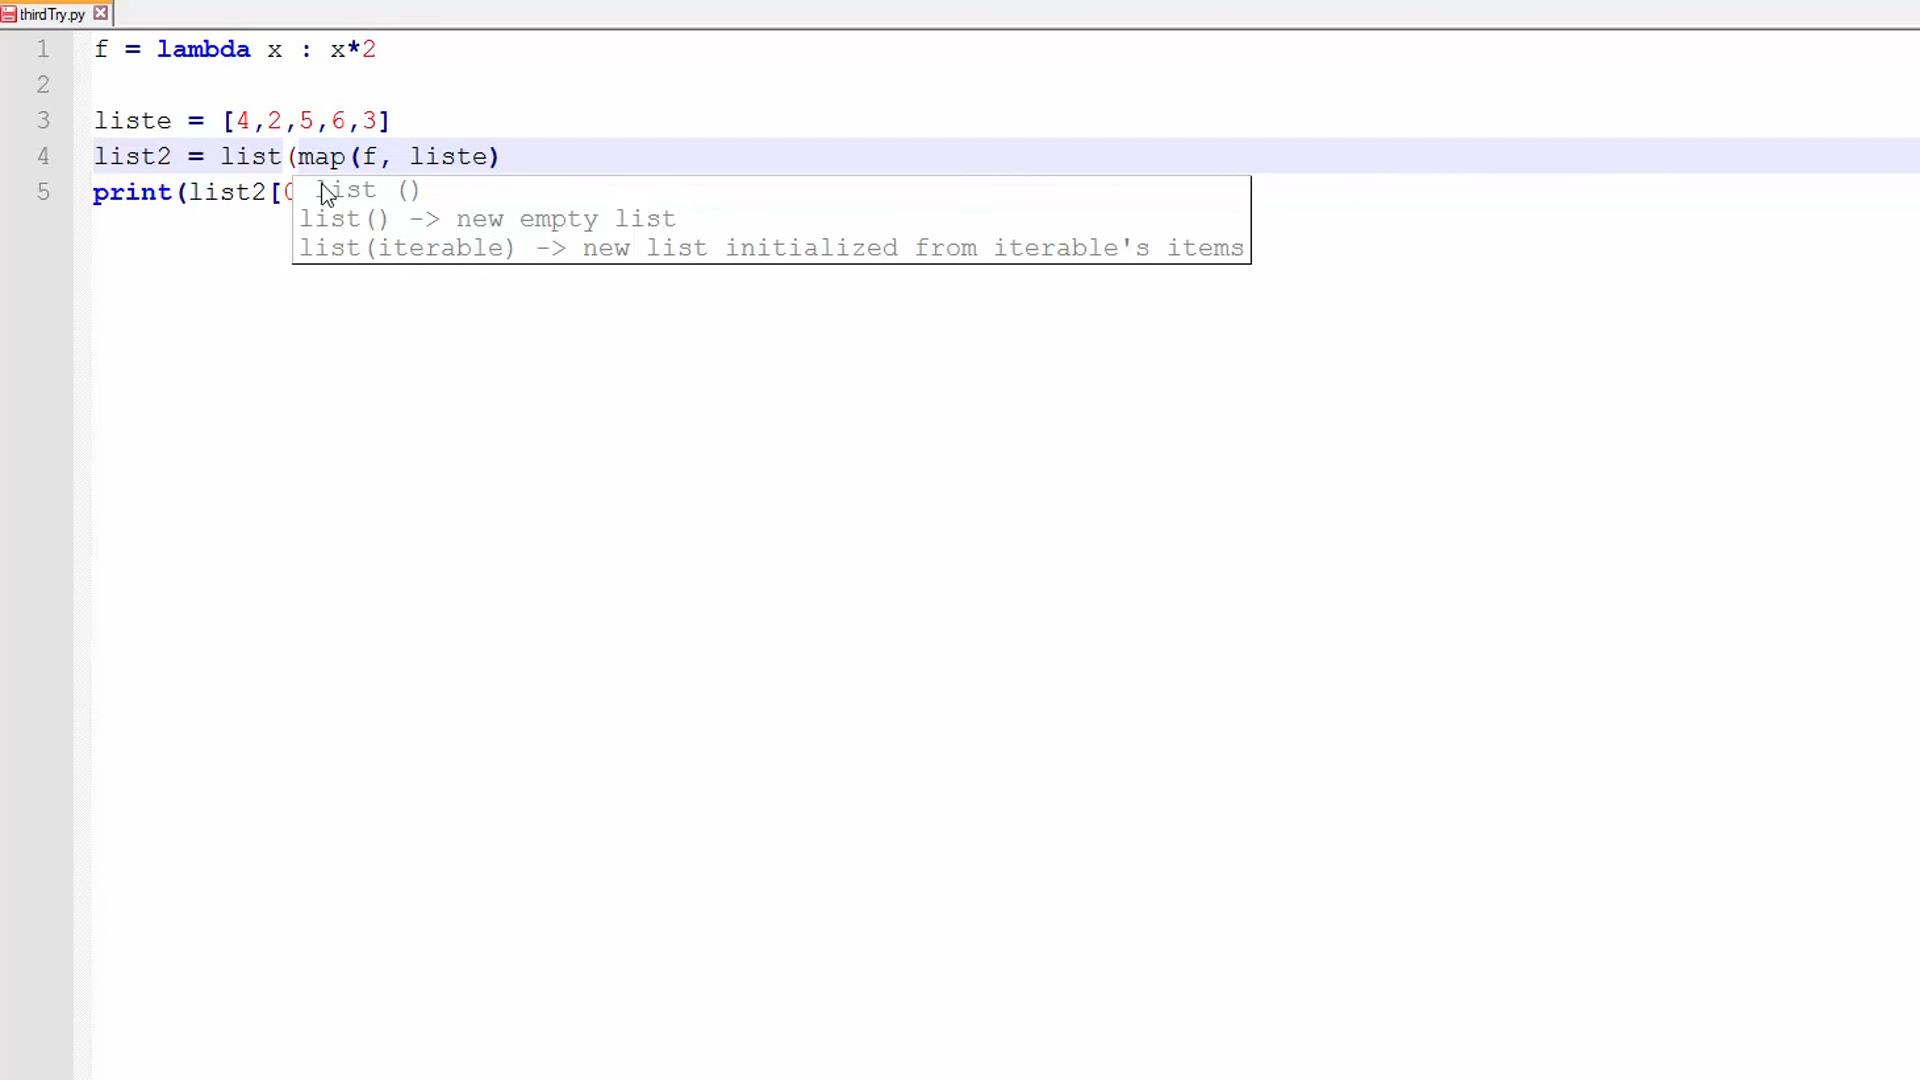 thirdTry.py
1 f = lambda x : x*2
2
3 liste = [4,2,5,6,3]
4 list2 = list(map(f, liste)
5 print(list2[0
list ()
list() -> new empty list
list(iterable) -> new list initialized from iterable's items